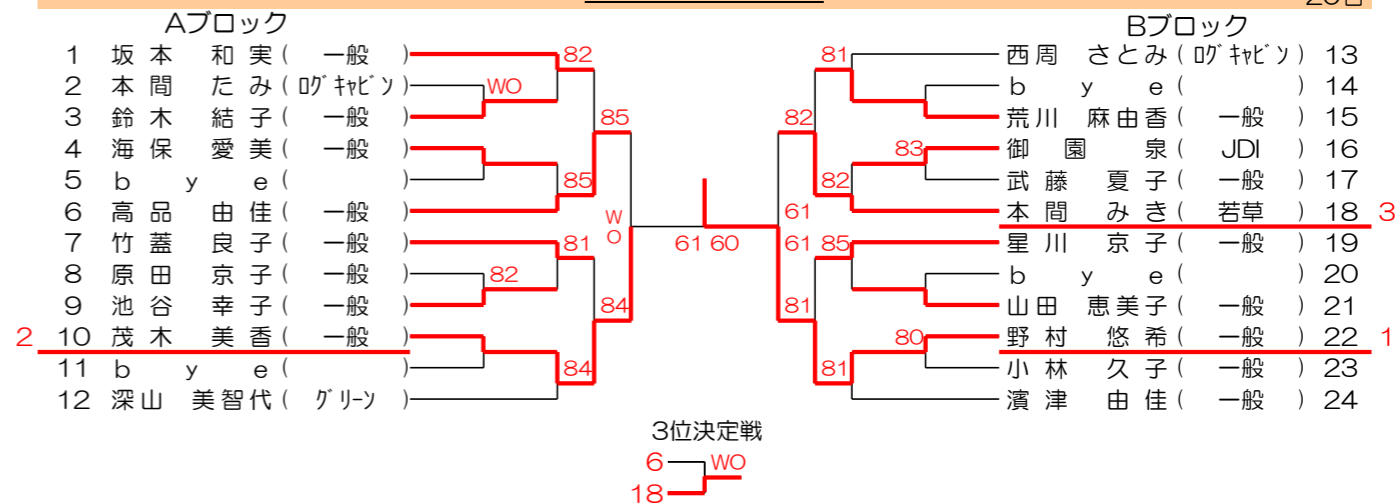 Aブロック Bブロック
1 坂本 和実( 一般 ) 82 81 西周 さとみ( ログキャビン ) 13
2 本間 たみ( ログキャビン ) WO bye( ) 14
3 鈴木 結子( 一般 ) 85 82 荒川 麻由香( 一般 ) 15
4 海保 愛美( 一般 ) 83 御園 泉( JDI ) 16
5 bye( ) 85 82 武藤 夏子( 一般 ) 17
6 高品 由佳( 一般 ) WO 61 本間 みき( 若草 ) 18 3
7 竹蓋 良子( 一般 ) 81 61 60 61 85 星川 京子( 一般 ) 19
8 原田 京子( 一般 ) 82 bye( ) 20
9 池谷 幸子( 一般 ) 84 81 山田 恵美子( 一般 ) 21
2 10 茂木 美香( 一般 ) 80 野村 悠希( 一般 ) 22 1
11 bye( ) 84 81 小林 久子( 一般 ) 23
12 深山 美智代( グリーン ) 濱津 由佳( 一般 ) 24
3位決定戦
6 WO
18